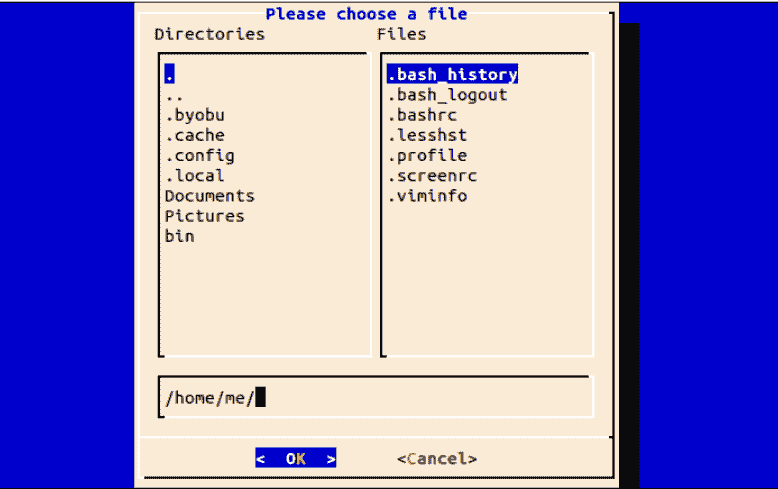 Please choose a file
Directories
Files
.
..
.byobu
.cache
.config
.local
Documents
Pictures
bin
.bash_history
.bash_logout
.bashrc
.lesshst
.profile
.screenrc
.viminfo
/home/me/
< OK > <Cancel>